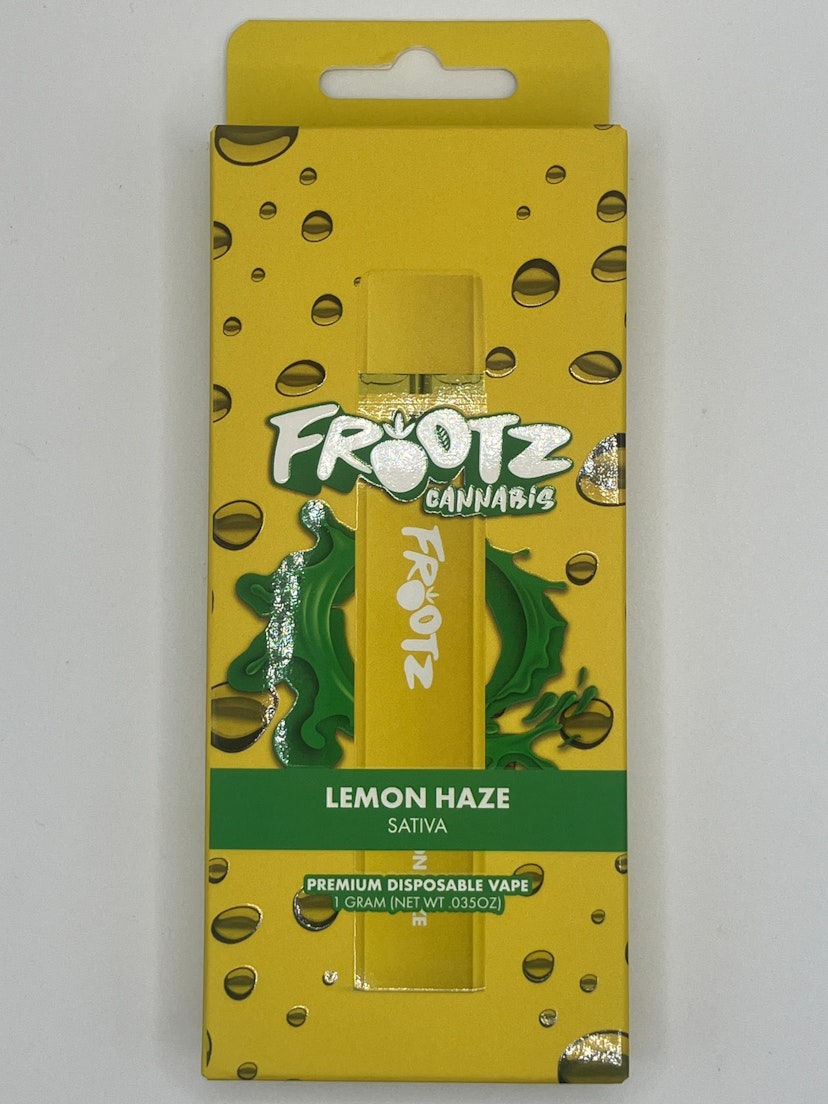 FROOTZ
CANNABIS
FROOTZ
LEMON HAZE
SATIVA
PREMIUM DISPOSABLE VAPE
1 GRAM (NET WT .035OZ)